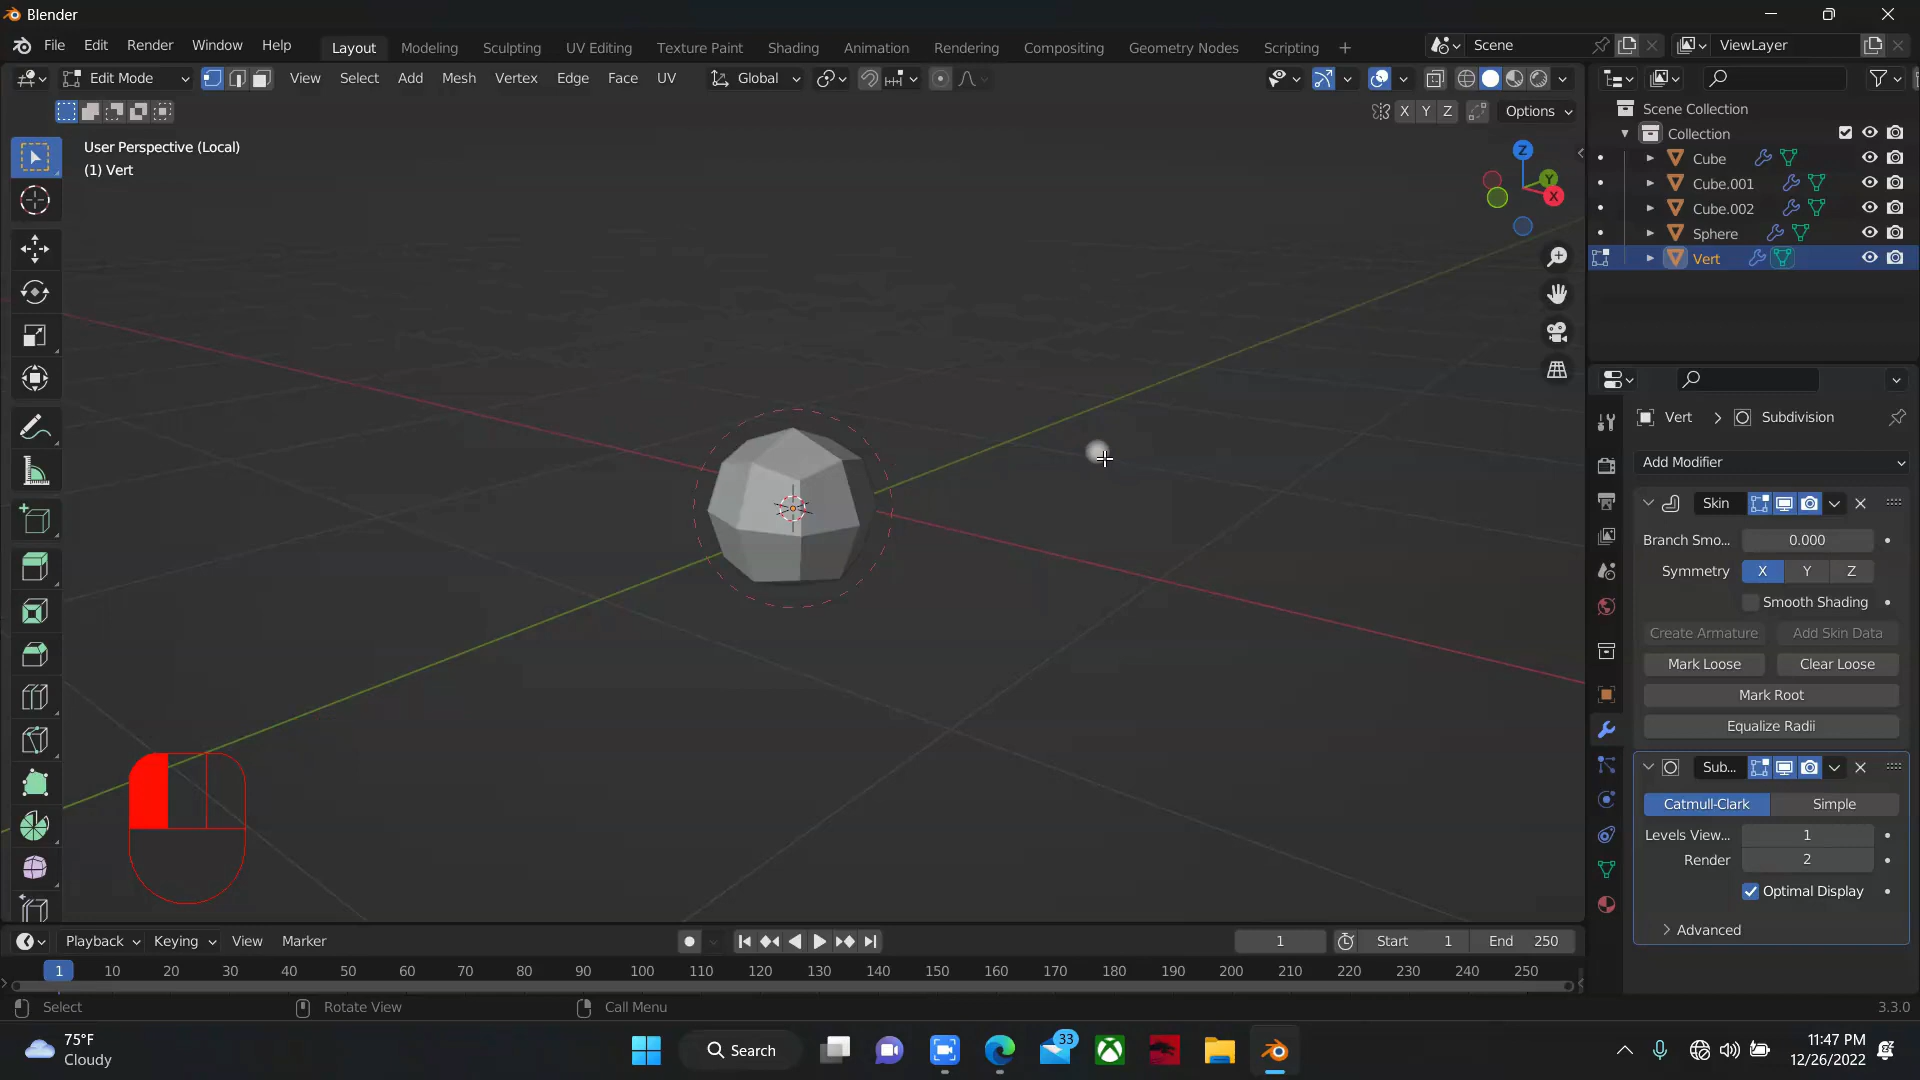 Blender
File Edit Render Window Help Layout Modeling Sculpting UV Editing Texture Paint Shading Animation Rendering Compositing Geometry Nodes Scripting + Scene ViewLayer
Edit Mode View Select Add Mesh Vertex Edge Face UV Global
X Y Z Options
User Perspective (Local)
(1) Vert
Z
Y
X
Scene Collection
Collection
Cube
Cube.001
Cube.002
Sphere
Vert
Vert > Subdivision
Add Modifier
Skin
Branch Smo... 0.000
Symmetry X Y Z
Smooth Shading
Create Armature Add Skin Data
Mark Loose Clear Loose
Mark Root
Equalize Radii
Sub...
Catmull-Clark Simple
Levels View... 1
Render 2
Optimal Display
Advanced
Playback Keying View Marker 1 Start 1 End 250
1 10 20 30 40 50 60 70 80 90 100 110 120 130 140 150 160 170 180 190 200 210 220 230 240 250
Select Rotate View Call Menu 3.3.0
75°F
Cloudy
Search
33
11:47 PM
12/26/2022